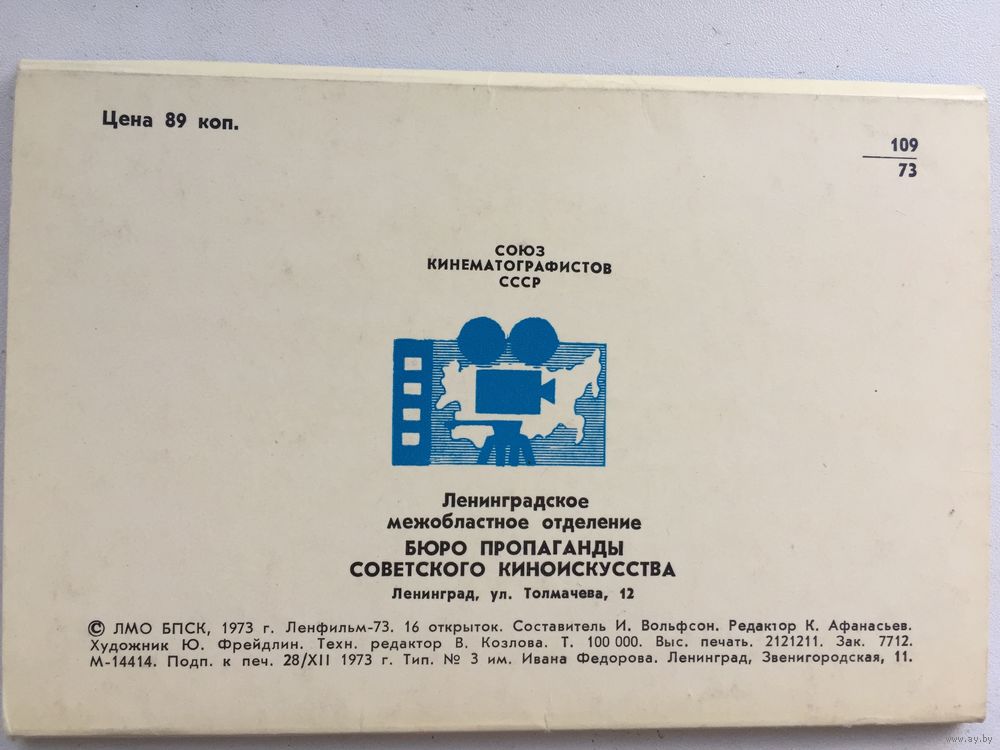 Цена 89 коп.
109
73
СОЮЗ
КИНЕМАТОГРАФИСТОВ
СССР
Ленинградское
межобластное отделение
БЮРО ПРОПАГАНДЫ
СОВЕТСКОГО КИНОИСКУССТВА
Ленинград, ул. Толмачева, 12
© ЛМО БПСК, 1973 г. Ленфильм-73. 16 открыток. Составитель И. Вольфсон. Редактор К. Афанасьев.
Художник Ю. Фрейдлин. Техн. редактор В. Козлова. Т. 100 000. Выс. печать. 2121211. Зак. 7712.
М-14414. Подп. к печ. 28/XII 1973 г. Тип. № 3 им. Ивана Федорова. Ленинград, Звенигородская, 11.
www.ay.by